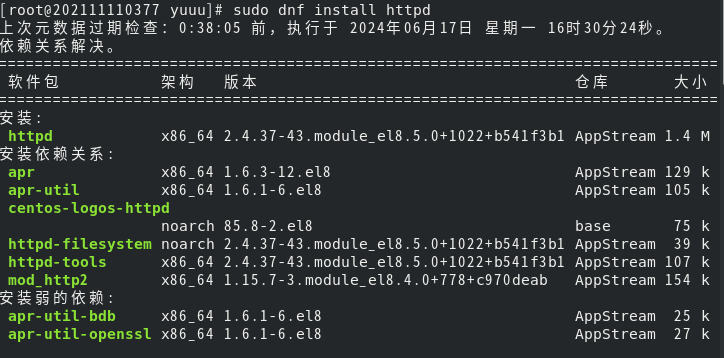 [root@202111110377 yuuu]# sudo dnf install httpd
上次元数据过期检查：0:38:05 前，执行于 2024年06月17日 星期一 16时30分24秒。
依赖关系解决。
================================================================================
软件包 架构 版本 仓库 大小
================================================================================
安装:
httpd x86_64 2.4.37-43.module_el8.5.0+1022+b541f3b1 AppStream 1.4 M
安装依赖关系:
apr x86_64 1.6.3-12.el8 AppStream 129 k
apr-util x86_64 1.6.1-6.el8 AppStream 105 k
centos-logos-httpd
noarch 85.8-2.el8 base 75 k
httpd-filesystem noarch 2.4.37-43.module_el8.5.0+1022+b541f3b1 AppStream 39 k
httpd-tools x86_64 2.4.37-43.module_el8.5.0+1022+b541f3b1 AppStream 107 k
mod_http2 x86_64 1.15.7-3.module_el8.4.0+778+c970deab AppStream 154 k
安装弱的依赖:
apr-util-bdb x86_64 1.6.1-6.el8 AppStream 25 k
apr-util-openssl x86_64 1.6.1-6.el8 AppStream 27 k